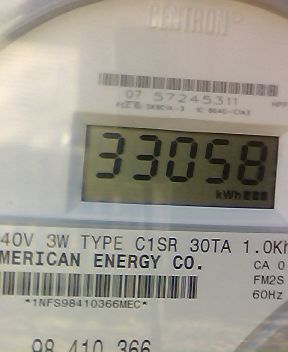 CENTRON
07 57245311
33058
kWh
40V 3W TYPE C1SR 30TA 1.0Kh
MERICAN ENERGY CO.
CA 0
FM2S
60Hz
*1NFS98410366MEC*
98 410 366